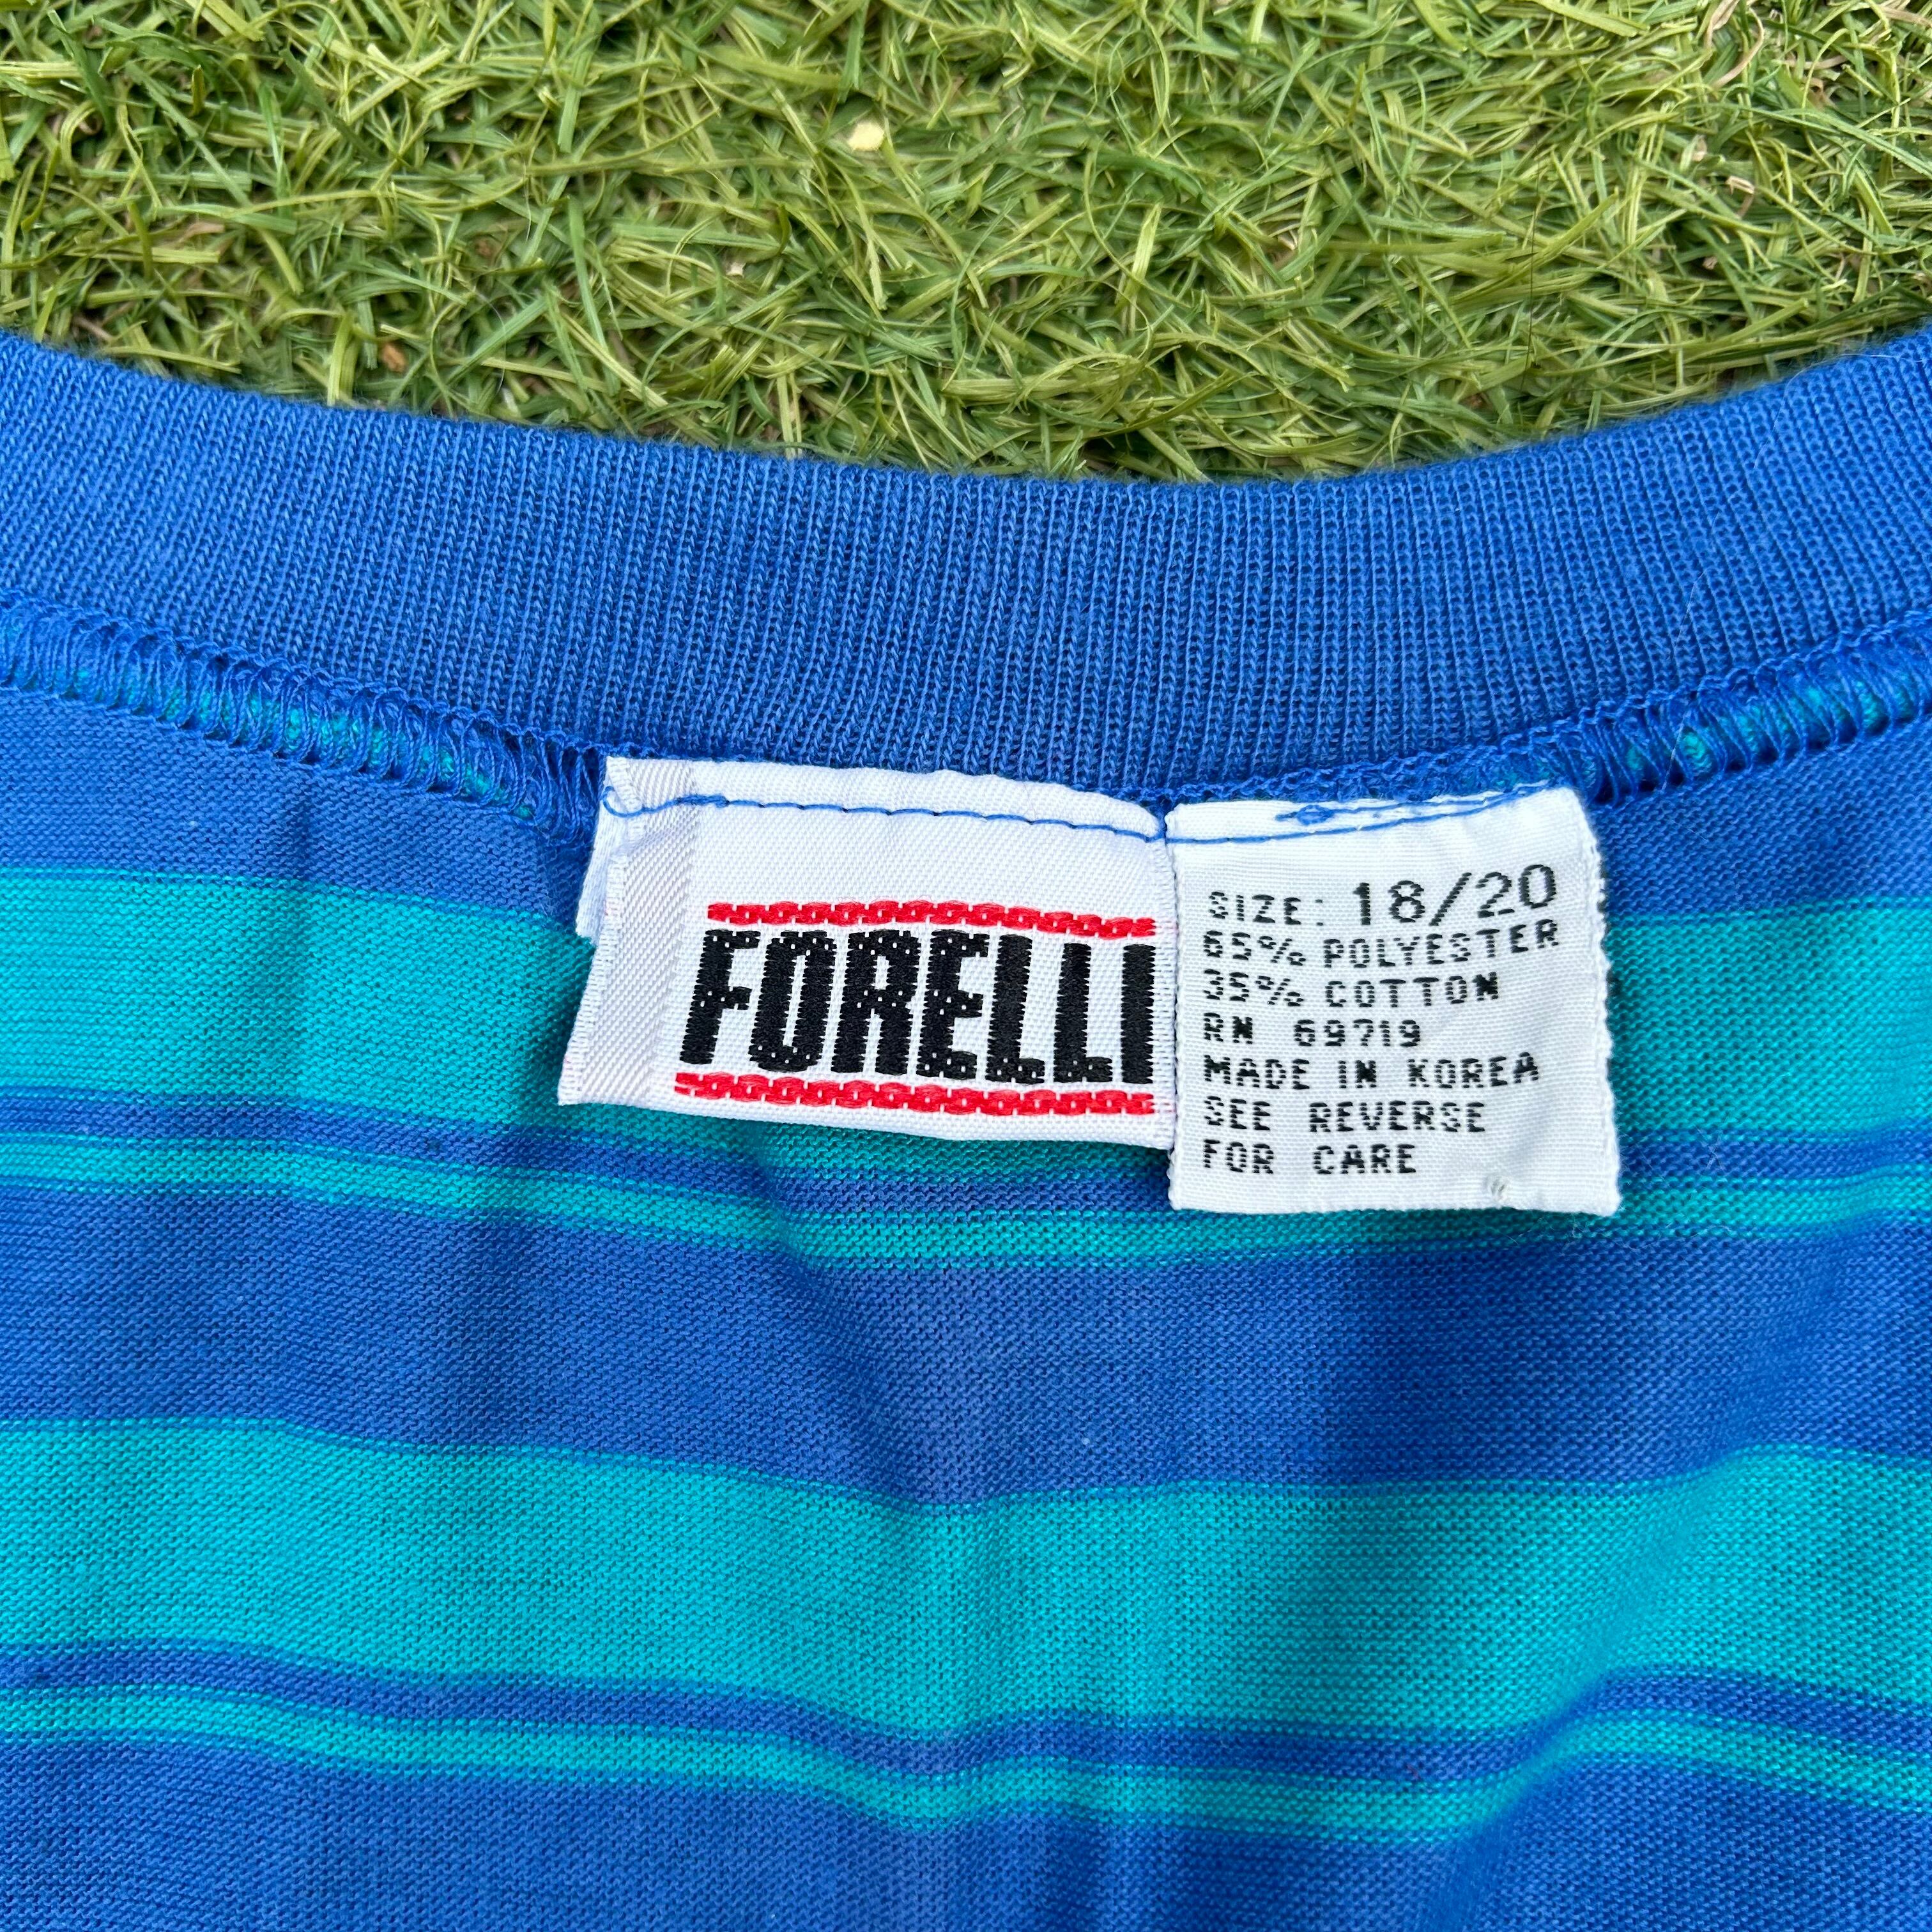 FORELLI
SIZE: 18/20
65% POLYESTER
35% COTTON
RN 69719
MADE IN KOREA
SEE REVERSE
FOR CARE